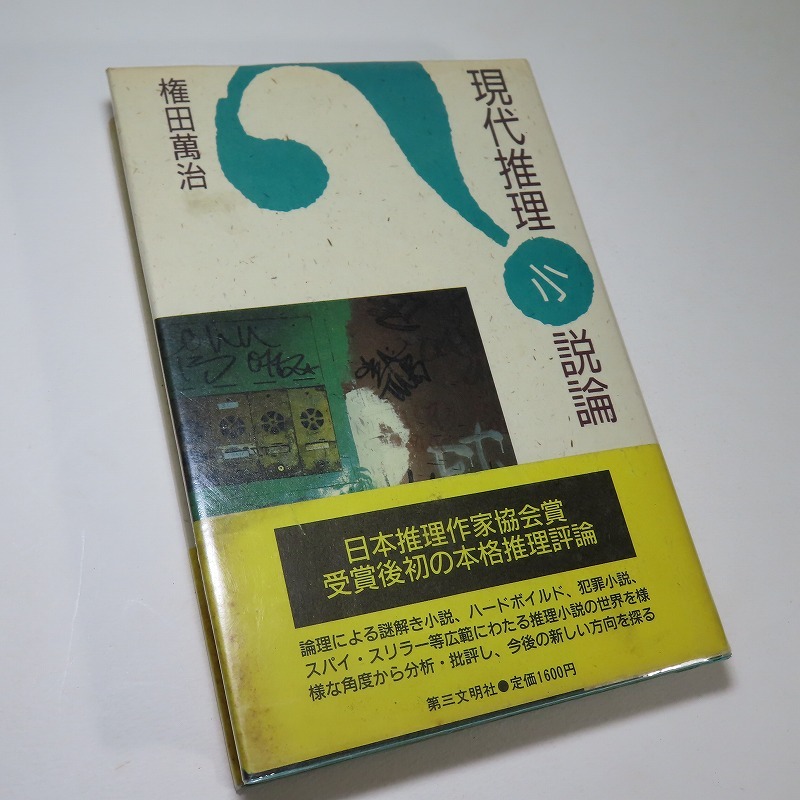 現代推理小説論
権田萬治
日本推理作家協会賞
受賞後初の本格推理評論
論理による謎解き小説、ハードボイルド、犯罪小説、
スパイ・スリラー等広範にわたる推理小説の世界を様
様な角度から分析・批評し、今後の新しい方向を探る
第三文明社●定価1600円